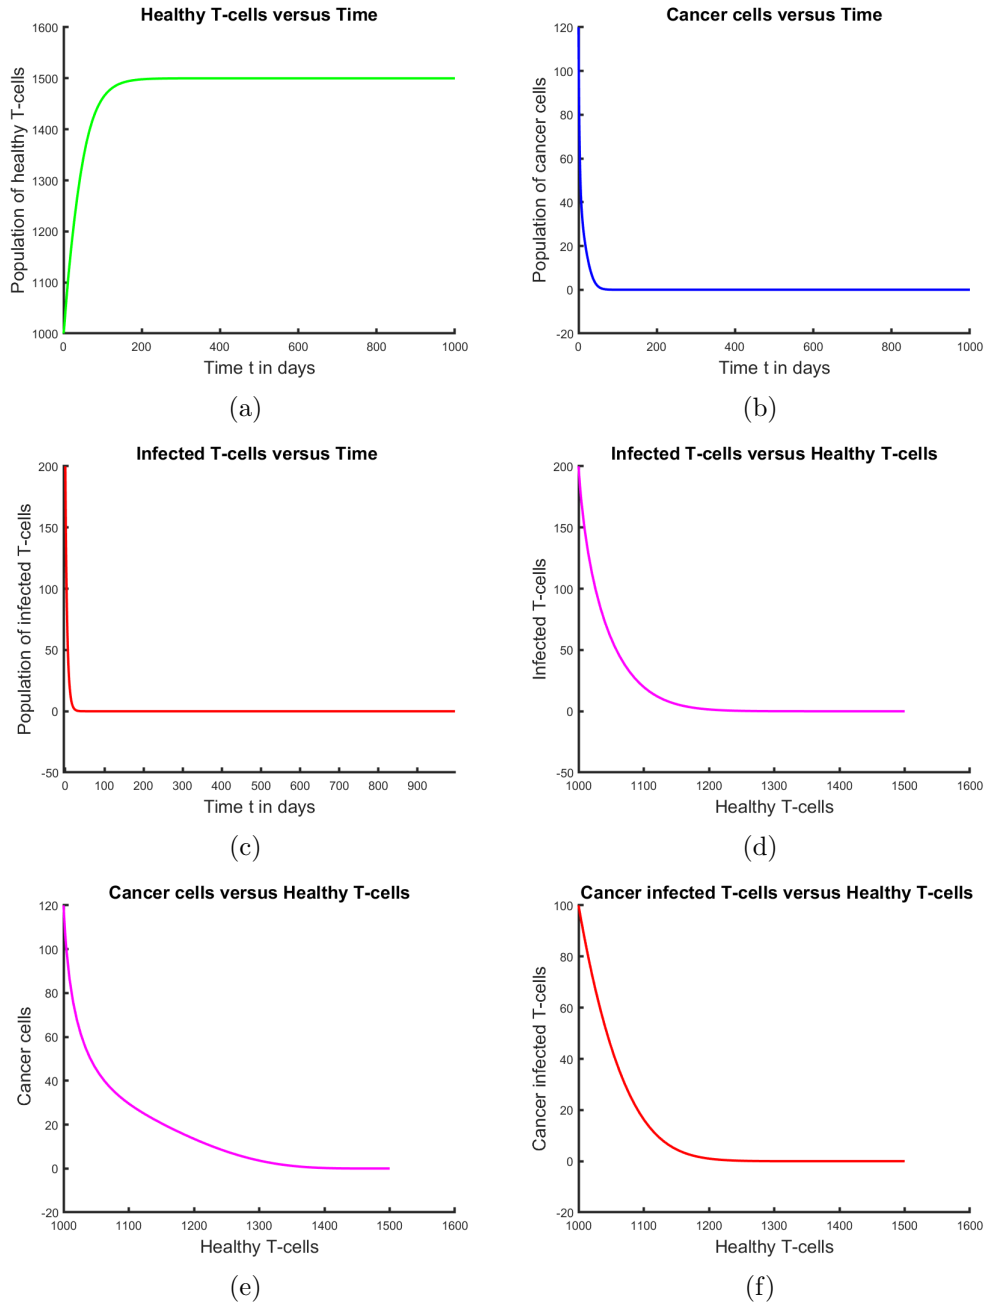 Healthy T-cells versus Time
Population of healthy T-cells
1600
1500
1400
1300
1200
1100
1000
0 200 400 600 800 1000
Time t in days
(a)
Cancer cells versus Time
Population of cancer cells
120
100
80
60
40
20
0
-20
0 200 400 600 800 1000
Time t in days
(b)
Infected T-cells versus Time
Population of infected T-cells
200
150
100
50
0
-50
0 100 200 300 400 500 600 700 800 900
Time t in days
(c)
Infected T-cells versus Healthy T-cells
Infected T-cells
200
150
100
50
0
-50
1000 1100 1200 1300 1400 1500 1600
Healthy T-cells
(d)
Cancer cells versus Healthy T-cells
Cancer cells
120
100
80
60
40
20
0
-20
1000 1100 1200 1300 1400 1500 1600
Healthy T-cells
(e)
Cancer infected T-cells versus Healthy T-cells
Cancer infected T-cells
100
80
60
40
20
0
-20
1000 1100 1200 1300 1400 1500 1600
Healthy T-cells
(f)